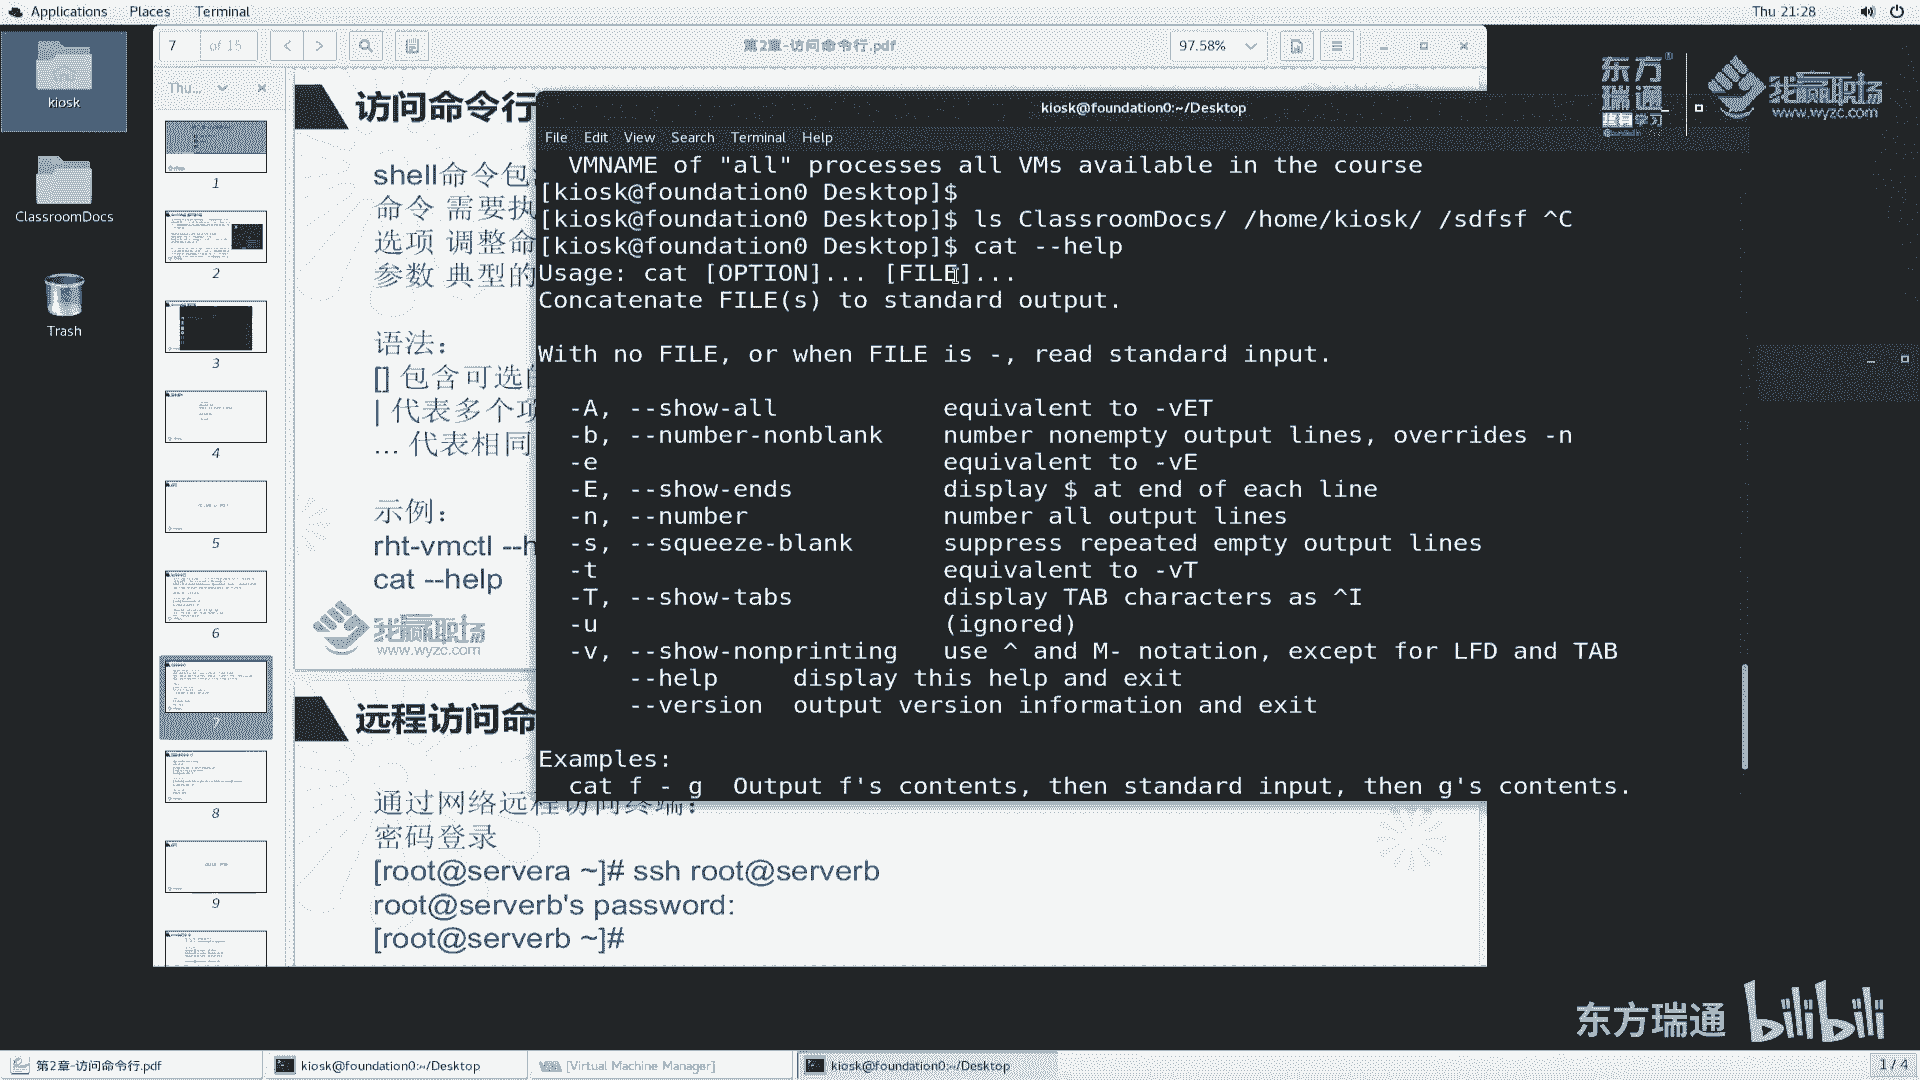 Applications Places Terminal
Thu 21:28
7 of 15
第2章-访问命令行.pdf
97.58%
kiosk
ClassroomDocs
Trash
Thu...
1
2
3
4
5
6
7
8
9
访问命令行
shell命令包
命令 需要执
选项 调整命
参数 典型的
语法：
[] 包含可选
| 代表多个项
... 代表相同
示例：
rht-vmctl --h
cat --help
我赢职场
www.wyzc.com
远程访问命
通过网络远程访问终端：
密码登录
[root@servera ~]# ssh root@serverb
root@serverb's password:
[root@serverb ~]#
kiosk@foundation0:~/Desktop
File Edit View Search Terminal Help
VMNAME of "all" processes all VMs available in the course
[kiosk@foundation0 Desktop]$
[kiosk@foundation0 Desktop]$ ls ClassroomDocs/ /home/kiosk/ /sdfsf ^C
[kiosk@foundation0 Desktop]$ cat --help
Usage: cat [OPTION]... [FILE]...
Concatenate FILE(s) to standard output.
With no FILE, or when FILE is -, read standard input.
-A, --show-all equivalent to -vET
-b, --number-nonblank number nonempty output lines, overrides -n
-e equivalent to -vE
-E, --show-ends display $ at end of each line
-n, --number number all output lines
-s, --squeeze-blank suppress repeated empty output lines
-t equivalent to -vT
-T, --show-tabs display TAB characters as ^I
-u (ignored)
-v, --show-nonprinting use ^ and M- notation, except for LFD and TAB
--help display this help and exit
--version output version information and exit
Examples:
cat f - g Output f's contents, then standard input, then g's contents.
东方
瑞通
终身学习
我赢职场
www.wyzc.com
东方瑞通 bilibili
第2章-访问命令行.pdf
kiosk@foundation0:~/Desktop
[Virtual Machine Manager]
kiosk@foundation0:~/Desktop
1 / 4